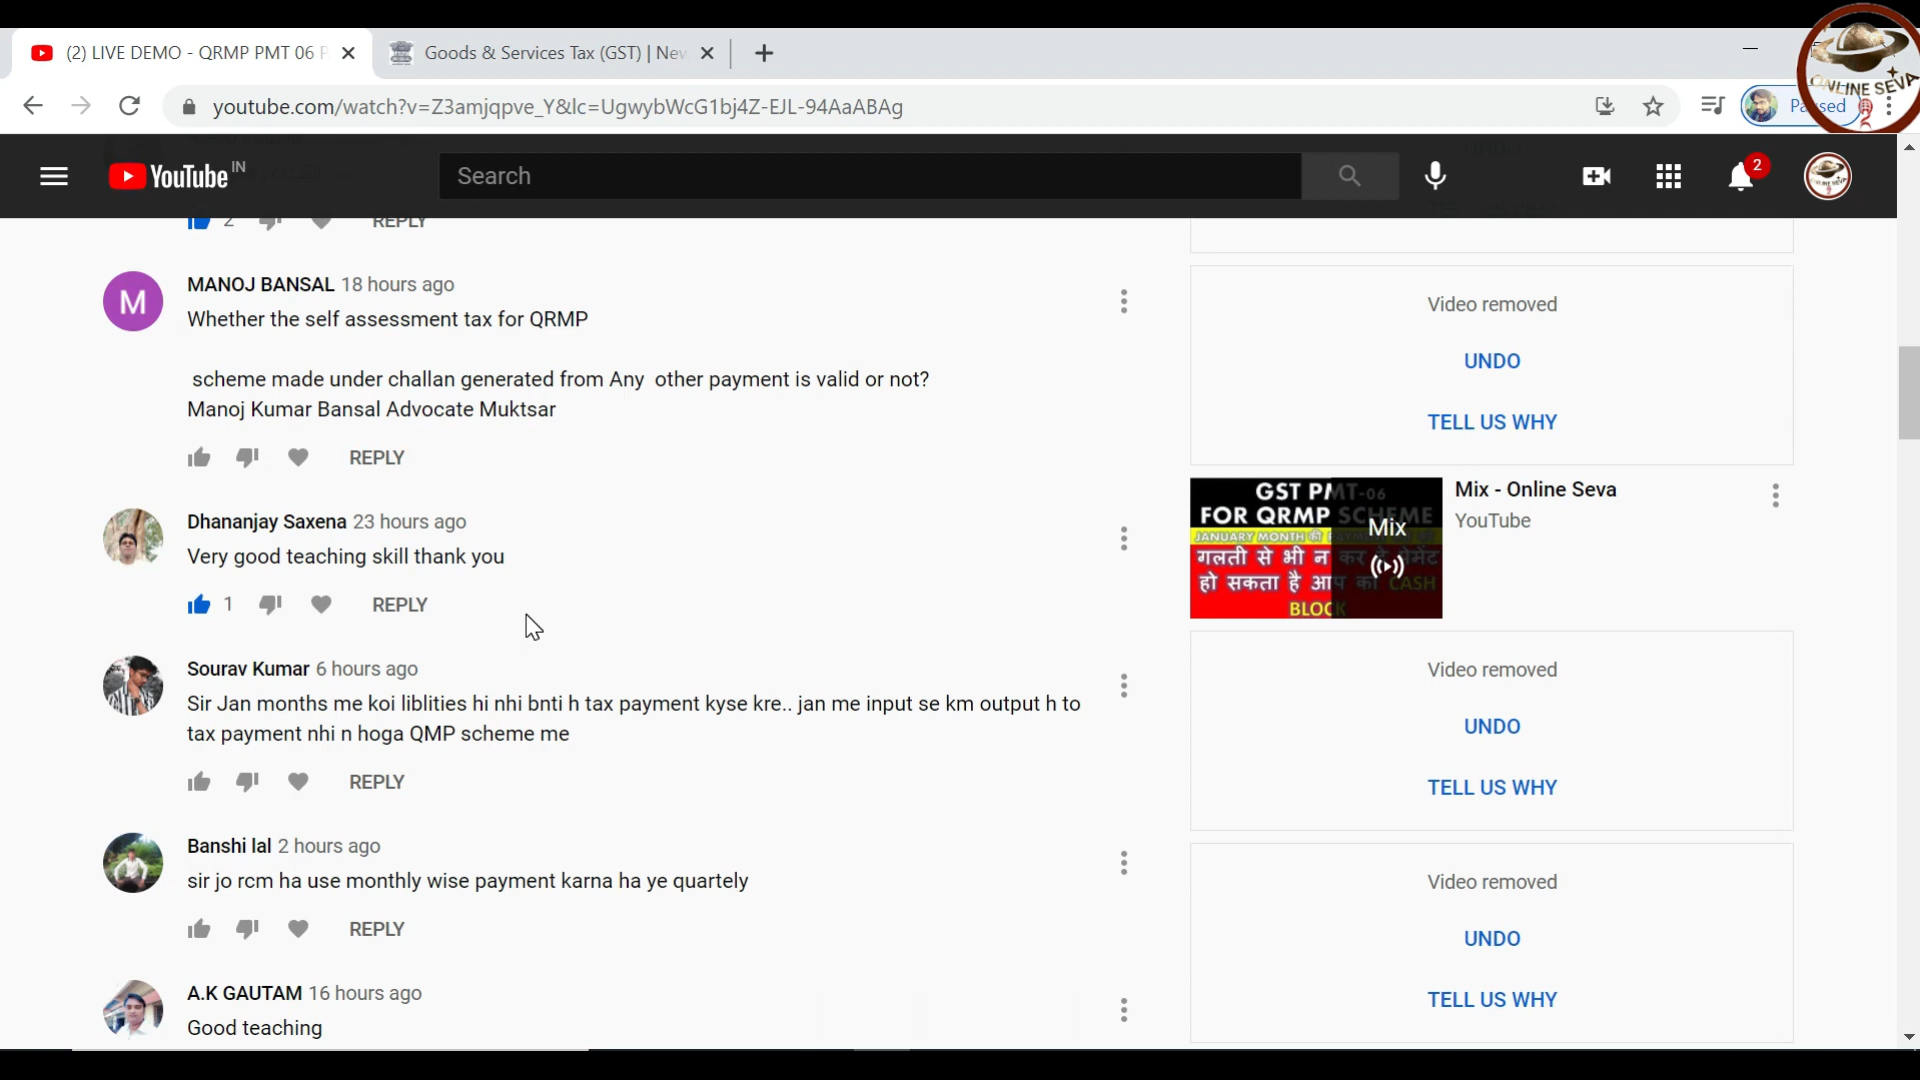 (2) LIVE DEMO - QRMP PMT 06 P
Goods & Services Tax (GST) | New
youtube.com/watch?v=Z3amjqpve_Y&lc=UgwybWcG1bj4Z-EJL-94AaABAg
Paused
ONLINE SEVA
YouTube IN
Search
2
2 REPLY
MANOJ BANSAL 18 hours ago
Whether the self assessment tax for QRMP
scheme made under challan generated from Any other payment is valid or not?
Manoj Kumar Bansal Advocate Muktsar
REPLY
Dhananjay Saxena 23 hours ago
Very good teaching skill thank you
1 REPLY
Sourav Kumar 6 hours ago
Sir Jan months me koi liblities hi nhi bnti h tax payment kyse kre.. jan me input se km output h to
tax payment nhi n hoga QMP scheme me
REPLY
Banshi lal 2 hours ago
sir jo rcm ha use monthly wise payment karna ha ye quartely
REPLY
A.K GAUTAM 16 hours ago
Good teaching
Video removed
UNDO
TELL US WHY
GST PMT-06
FOR QRMP SCHEME
JANUARY MONTH की
गलती से भी न कर दे पेमेंट
हो सकता है आप का CASH
BLOCK
Mix
Mix - Online Seva
YouTube
Video removed
UNDO
TELL US WHY
Video removed
UNDO
TELL US WHY